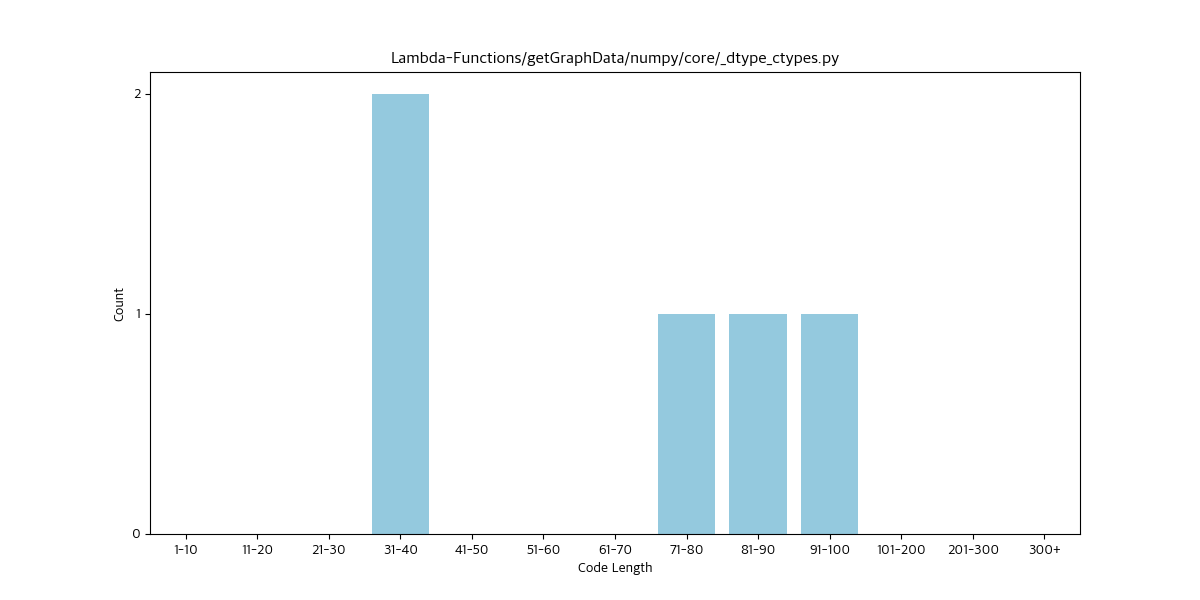 Lambda-Functions/getGraphData/numpy/core/_dtype_ctypes.py
2
1
0
Count
1-10 11-20 21-30 31-40 41-50 51-60 61-70 71-80 81-90 91-100 101-200 201-300 300+
Code Length